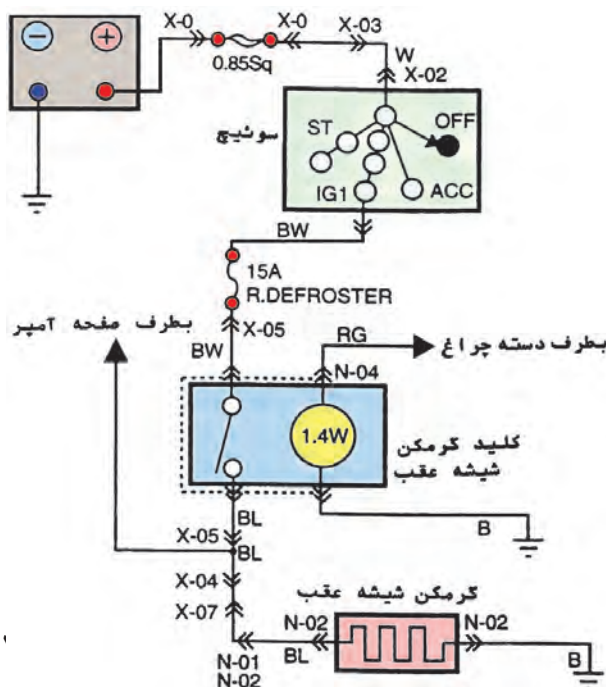 X-0
X-0
X-03
0.85Sq
W
X-02
− +
سوئیچ
ST
OFF
IG1
ACC
BW
15A
R.DEFROSTER
بطرف صفحه آمپر
X-05
BW
RG
بطرف دسته چراغ
N-04
1.4W
کلید گرمکن
شیشه عقب
BL
X-05
BL
B
X-04
X-07
گرمکن شیشه عقب
N-02
N-02
BL
B
N-01
N-02